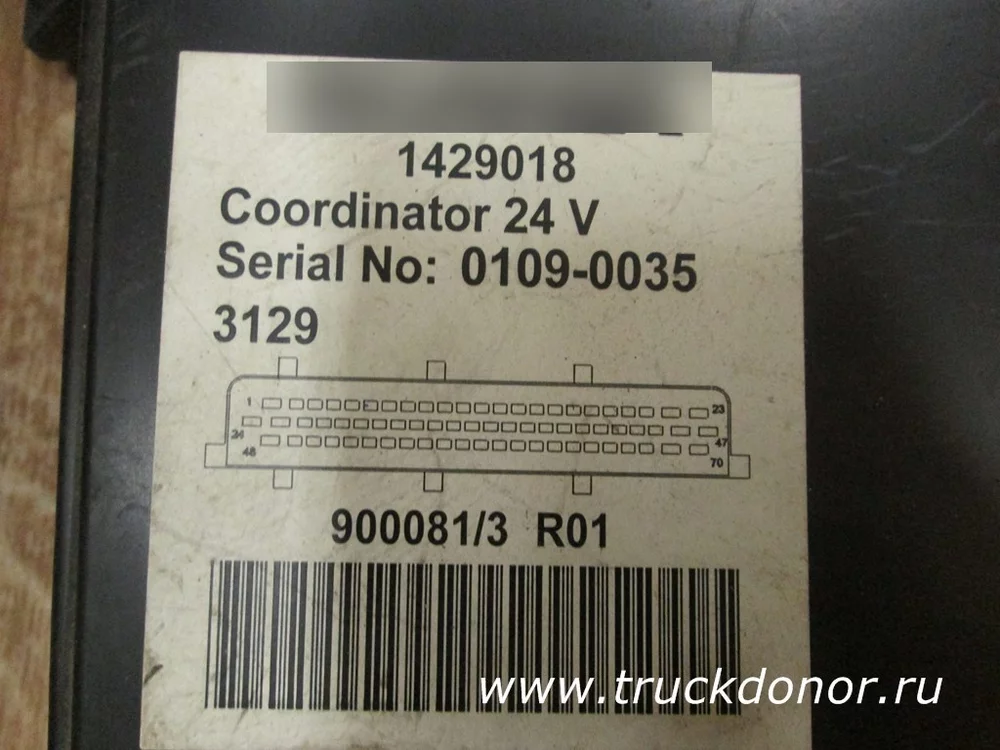 1429018
Coordinator 24 V
Serial No: 0109-0035
3129
1 23
24 47
48 70
900081/3 R01
www.truckdonor.ru